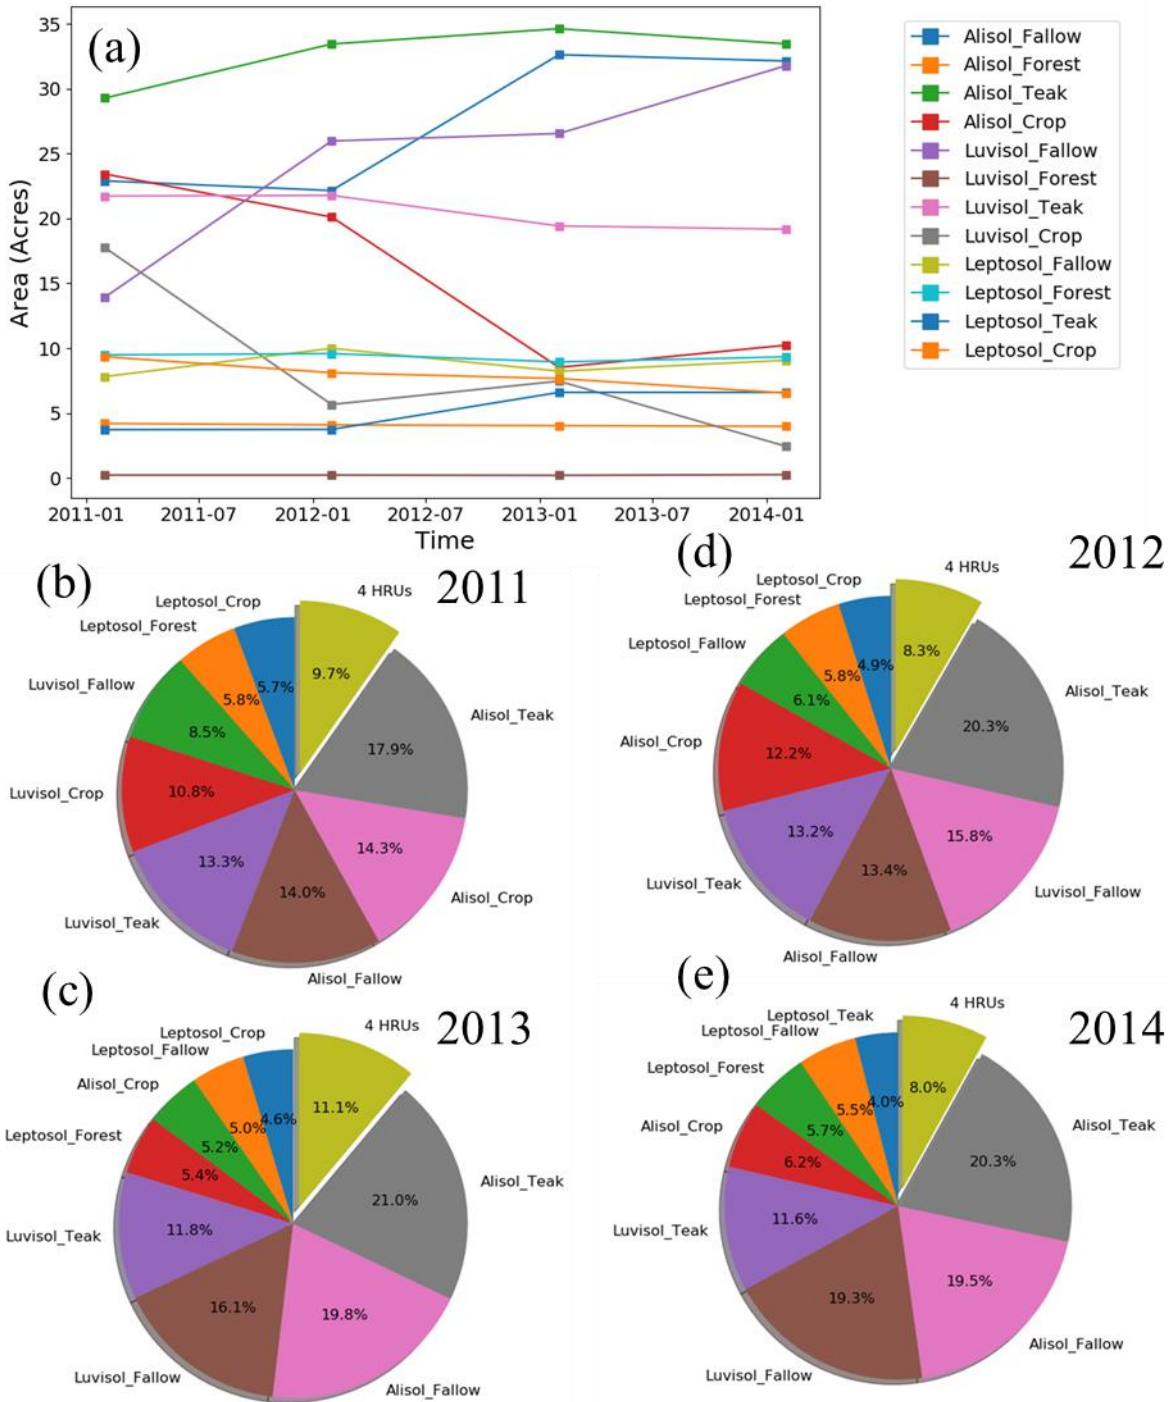 (a)
35
30
25
20
15
10
5
0
Area (Acres)
2011-01 2011-07 2012-01 2012-07 2013-01 2013-07 2014-01
Time
Alisol_Fallow
Alisol_Forest
Alisol_Teak
Alisol_Crop
Luvisol_Fallow
Luvisol_Forest
Luvisol_Teak
Luvisol_Crop
Leptosol_Fallow
Leptosol_Forest
Leptosol_Teak
Leptosol_Crop
(b)
2011
4 HRUs
Leptosol_Crop
Leptosol_Forest
Luvisol_Fallow
Luvisol_Crop
Luvisol_Teak
Alisol_Fallow
Alisol_Crop
Alisol_Teak
9.7%
5.7%
5.8%
8.5%
10.8%
13.3%
14.0%
14.3%
17.9%
(d)
2012
4 HRUs
Leptosol_Crop
Leptosol_Forest
Leptosol_Fallow
Alisol_Crop
Luvisol_Teak
Alisol_Fallow
Luvisol_Fallow
Alisol_Teak
8.3%
4.9%
5.8%
6.1%
12.2%
13.2%
13.4%
15.8%
20.3%
(c)
2013
4 HRUs
Leptosol_Crop
Leptosol_Fallow
Alisol_Crop
Leptosol_Forest
Luvisol_Teak
Luvisol_Fallow
Alisol_Fallow
Alisol_Teak
11.1%
4.6%
5.0%
5.2%
5.4%
11.8%
16.1%
19.8%
21.0%
(e)
2014
4 HRUs
Leptosol_Teak
Leptosol_Fallow
Leptosol_Forest
Alisol_Crop
Luvisol_Teak
Luvisol_Fallow
Alisol_Fallow
Alisol_Teak
8.0%
4.0%
5.5%
5.7%
6.2%
11.6%
19.3%
19.5%
20.3%